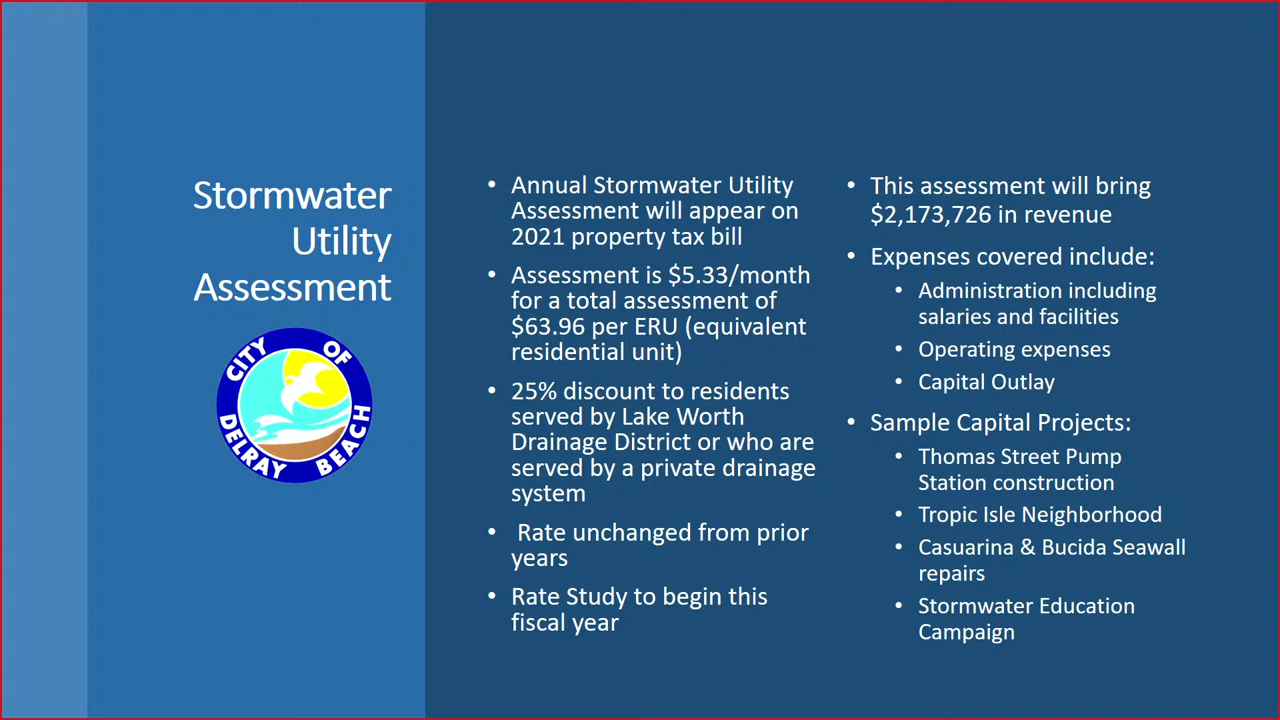 Stormwater
Utility
Assessment
CITY OF
DELRAY BEACH
• Annual Stormwater Utility
Assessment will appear on
2021 property tax bill
• Assessment is $5.33/month
for a total assessment of
$63.96 per ERU (equivalent
residential unit)
• 25% discount to residents
served by Lake Worth
Drainage District or who are
served by a private drainage
system
• Rate unchanged from prior
years
• Rate Study to begin this
fiscal year
• This assessment will bring
$2,173,726 in revenue
• Expenses covered include:
• Administration including
salaries and facilities
• Operating expenses
• Capital Outlay
• Sample Capital Projects:
• Thomas Street Pump
Station construction
• Tropic Isle Neighborhood
• Casuarina & Bucida Seawall
repairs
• Stormwater Education
Campaign